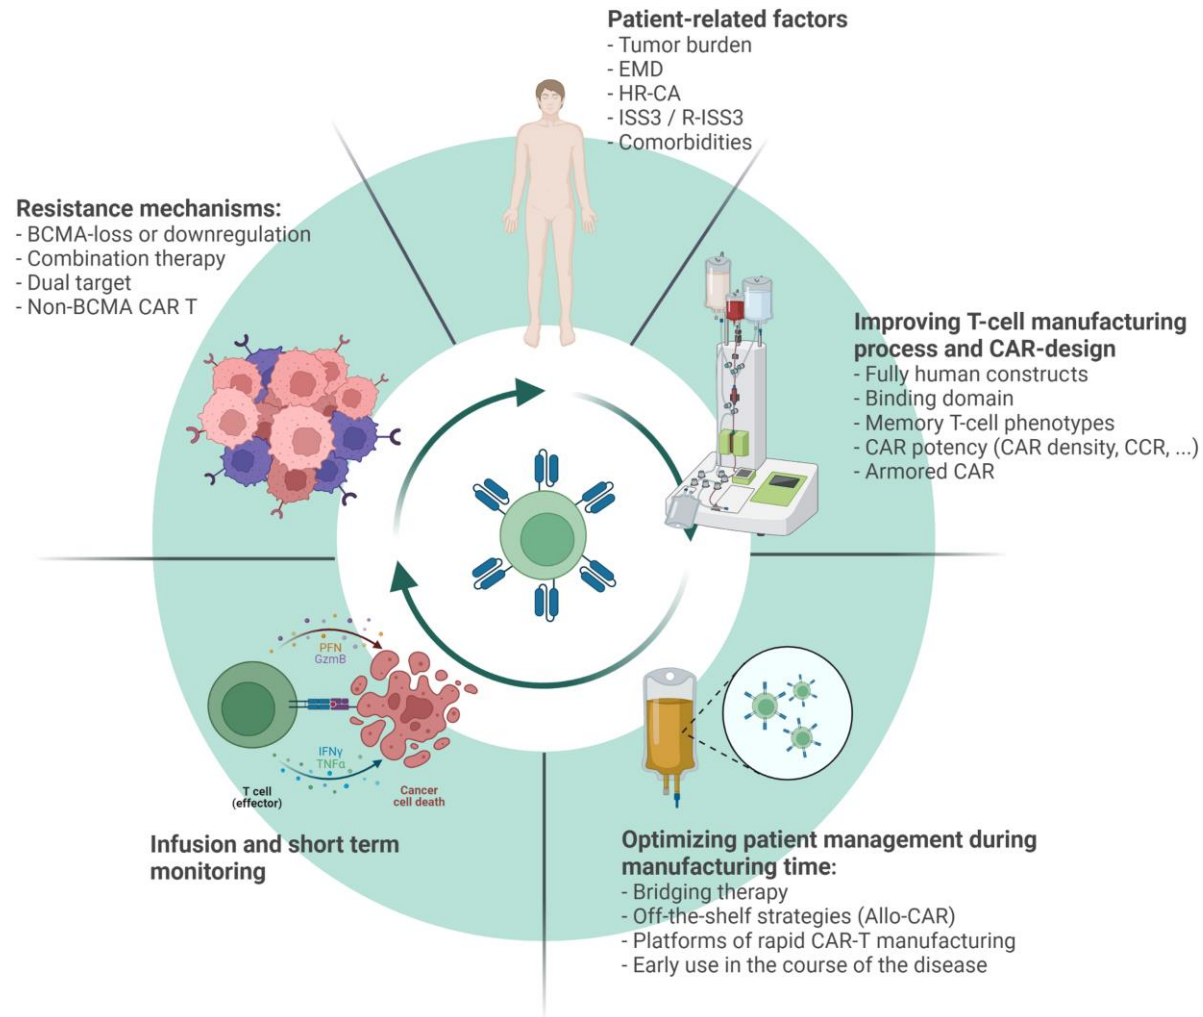 Patient-related factors
- Tumor burden
- EMD
- HR-CA
- ISS3 / R-ISS3
- Comorbidities
Resistance mechanisms:
- BCMA-loss or downregulation
- Combination therapy
- Dual target
- Non-BCMA CAR T
Improving T-cell manufacturing
process and CAR-design
- Fully human constructs
- Binding domain
- Memory T-cell phenotypes
- CAR potency (CAR density, CCR, ...)
- Armored CAR
PFN
GzmB
IFNγ
TNFα
T cell
(effector)
Cancer
cell death
Infusion and short term
monitoring
Optimizing patient management during
manufacturing time:
- Bridging therapy
- Off-the-shelf strategies (Allo-CAR)
- Platforms of rapid CAR-T manufacturing
- Early use in the course of the disease